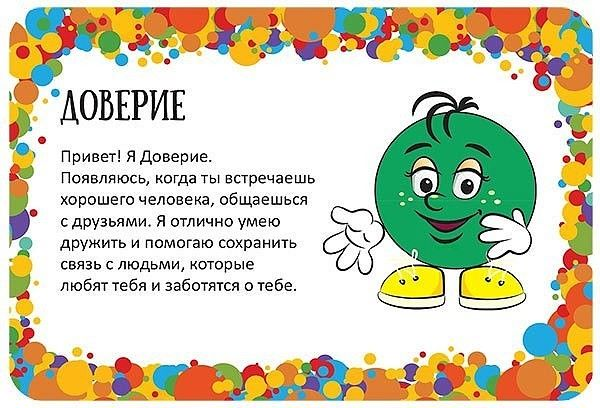 ДОВЕРИЕ
Привет! Я Доверие.
Появляюсь, когда ты встречаешь
хорошего человека, общаешься
с друзьями. Я отлично умею
дружить и помогаю сохранить
связь с людьми, которые
любят тебя и заботятся о тебе.